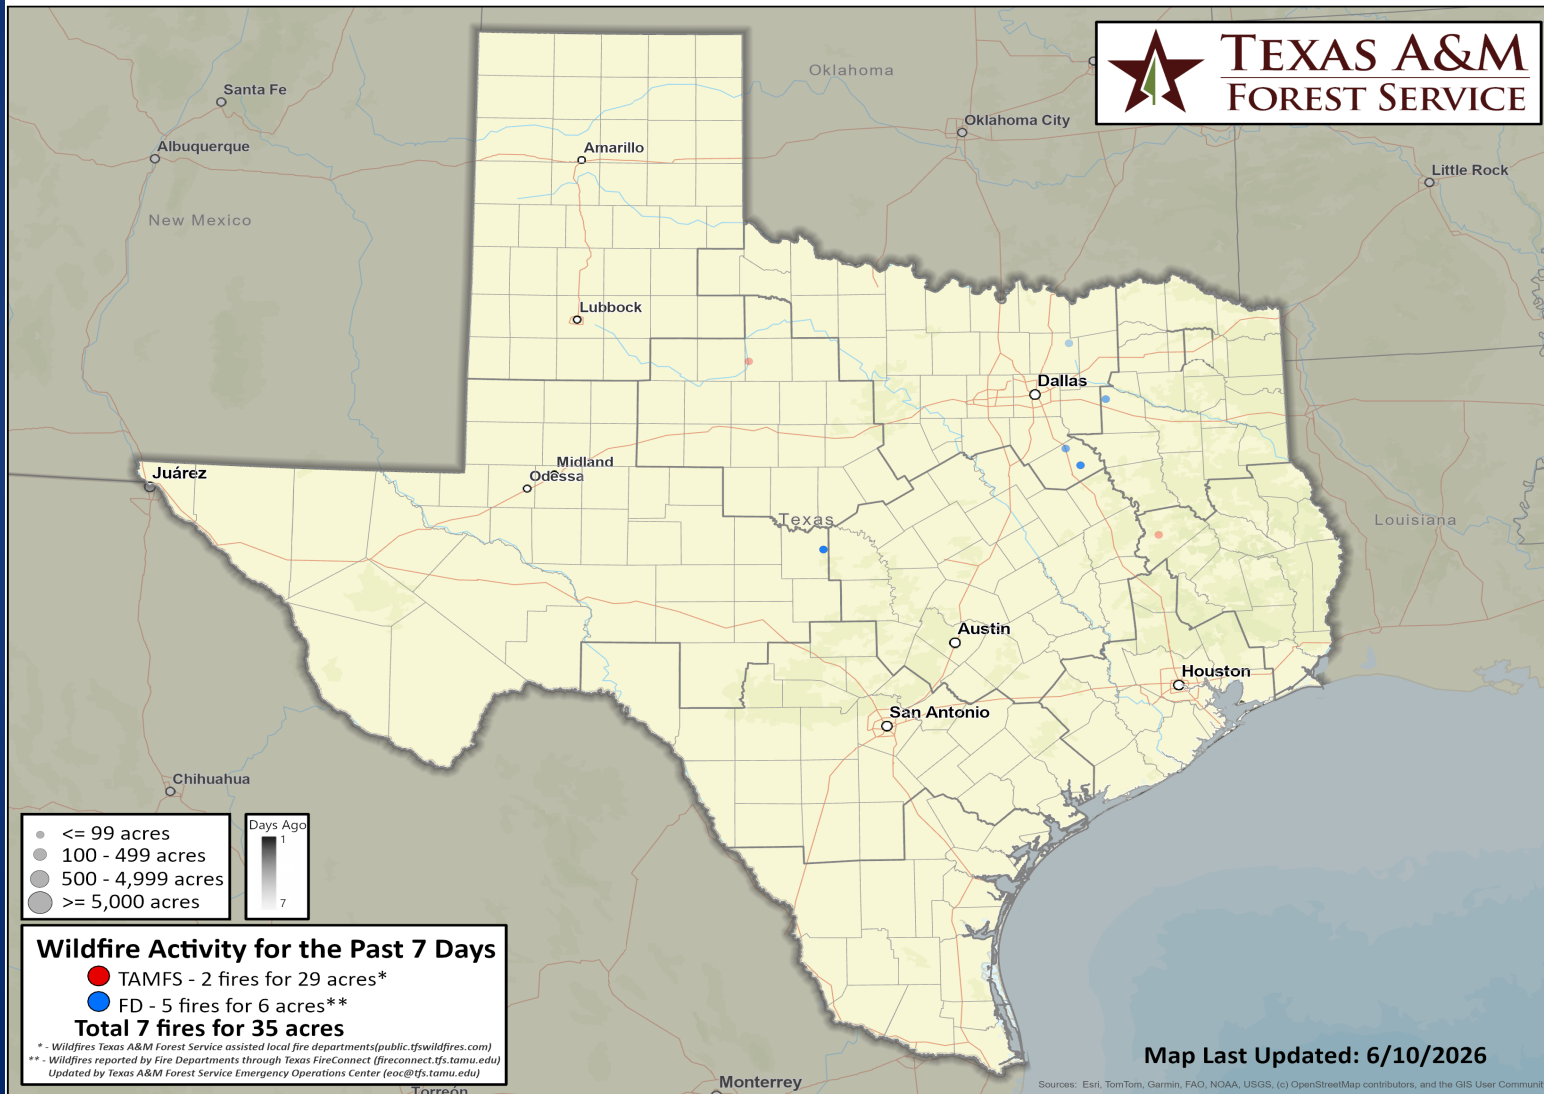 TEXAS A&M
FOREST SERVICE
Oklahoma
Santa Fe
Oklahoma City
Albuquerque
Amarillo
Little Rock
New Mexico
Lubbock
Dallas
Juárez
Midland
Odessa
Texas
Louisiana
Austin
Houston
San Antonio
Chihuahua
<= 99 acres
100 - 499 acres
500 - 4,999 acres
>= 5,000 acres
Days Ago
1
7
Wildfire Activity for the Past 7 Days
TAMFS - 2 fires for 29 acres*
FD - 5 fires for 6 acres**
Total 7 fires for 35 acres
* - Wildfires Texas A&M Forest Service assisted local fire departments(public.tfswildfires.com)
** - Wildfires reported by Fire Departments through Texas FireConnect (fireconnect.tfs.tamu.edu)
Updated by Texas A&M Forest Service Emergency Operations Center (eoc@tfs.tamu.edu)
Map Last Updated: 6/10/2026
Monterrey
Torreón
Sources: Esri, TomTom, Garmin, FAO, NOAA, USGS, (c) OpenStreetMap contributors, and the GIS User